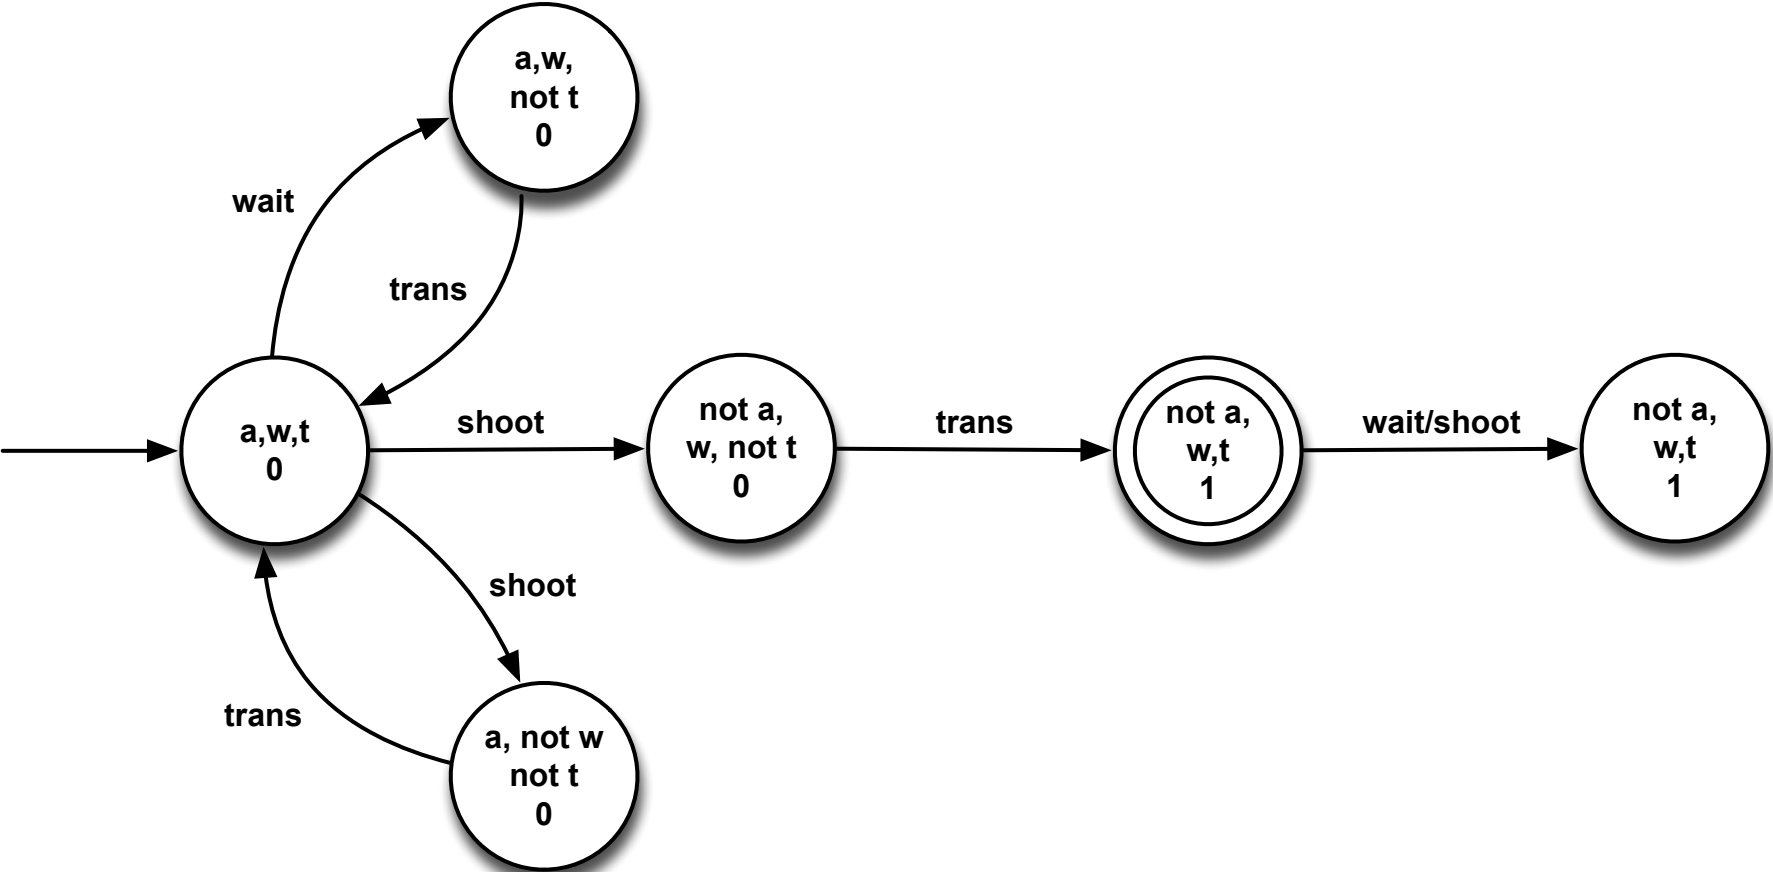 a,w,
not t
0
wait
trans
a,w,t
0
shoot
not a,
w, not t
0
trans
not a,
w,t
1
wait/shoot
not a,
w,t
1
shoot
trans
a, not w
not t
0